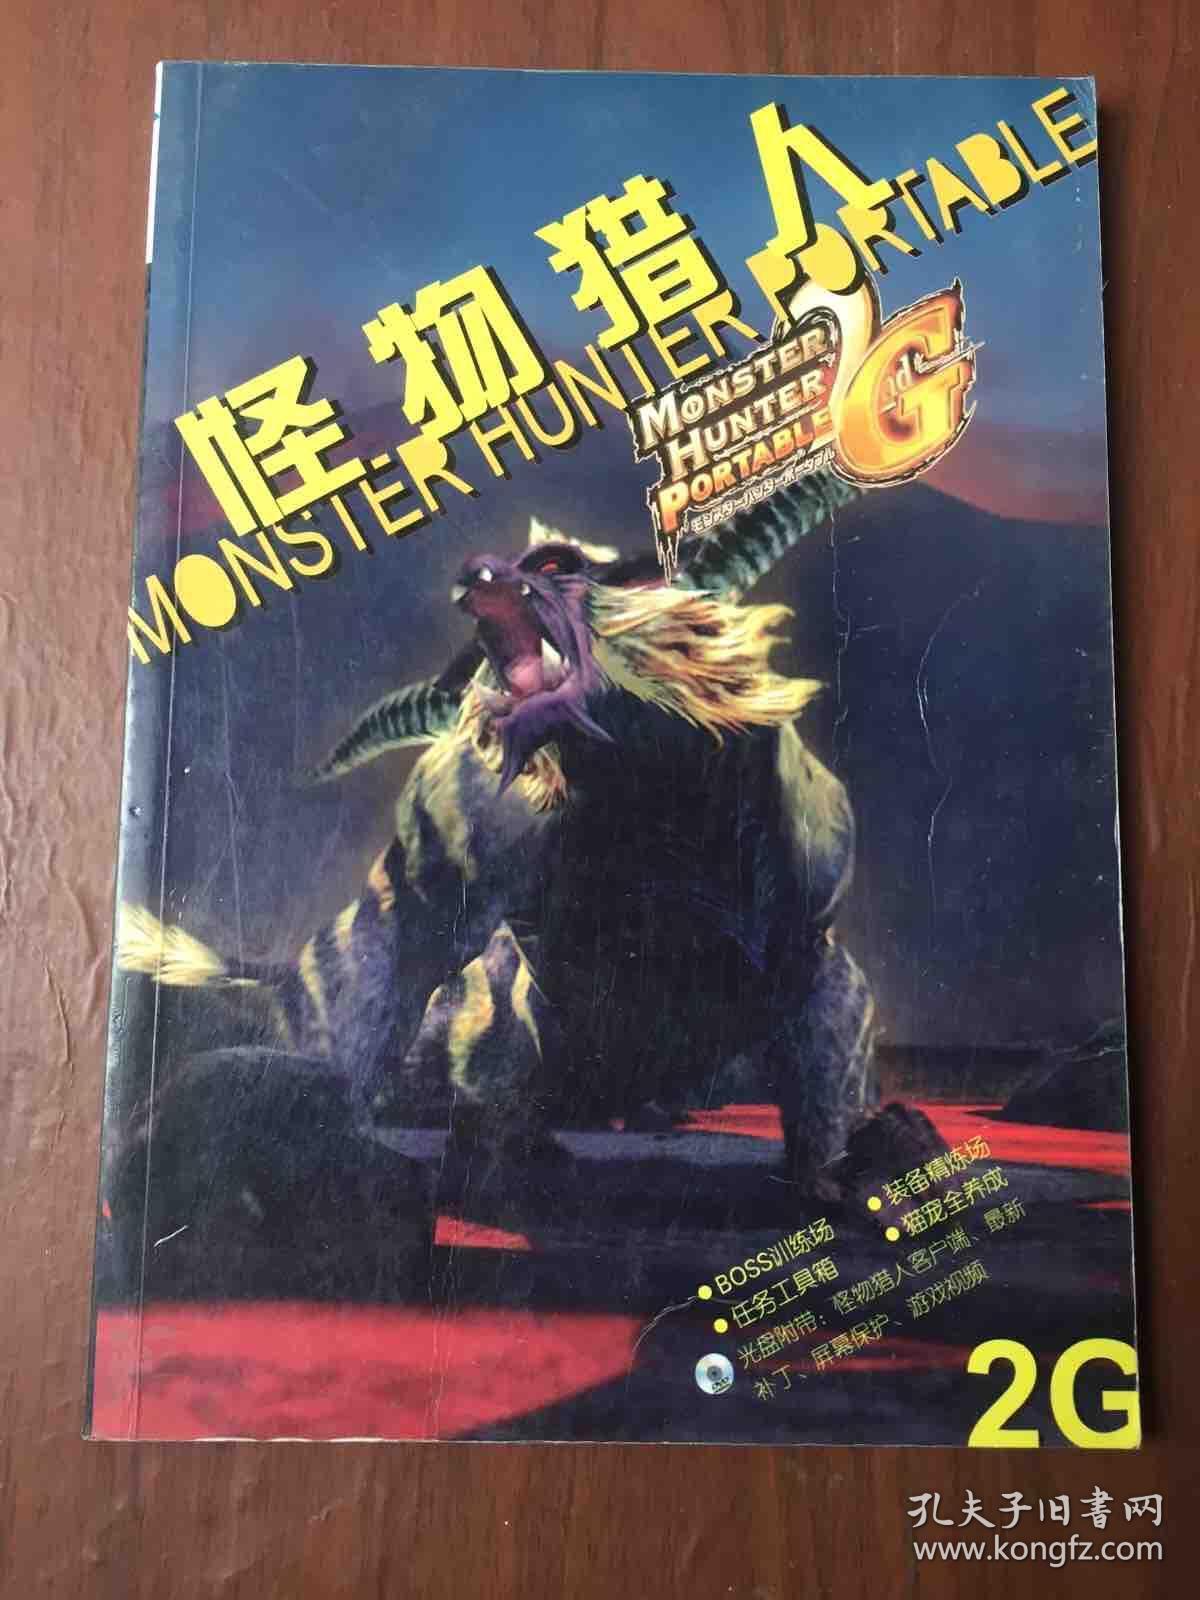 怪物猎人
MONSTER HUNTER PORTABLE
MONSTER
HUNTER
PORTABLE
2nd G
モンスターハンターポータブル
装备精炼场
猫宠全养成
BOSS训练场
任务工具箱
光盘附带：怪物猎人客户端、最新
补丁、屏幕保护、游戏视频
2G
孔夫子旧书网
www.kongfz.com